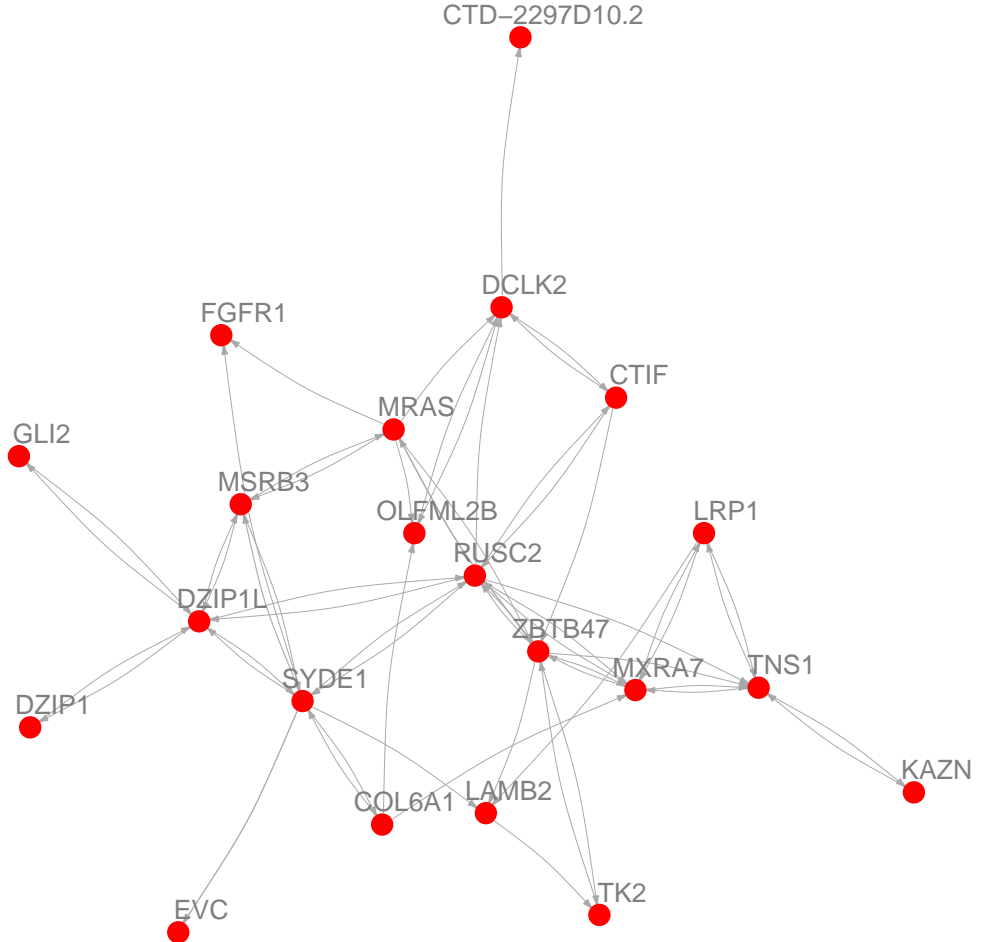 CTD−2297D10.2
DCLK2
FGFR1
CTIF
MRAS
GLI2
MSRB3
OLFML2B
LRP1
RUSC2
DZIP1L
ZBTB47
MXRA7
TNS1
SYDE1
DZIP1
KAZN
COL6A1
LAMB2
TK2
EVC